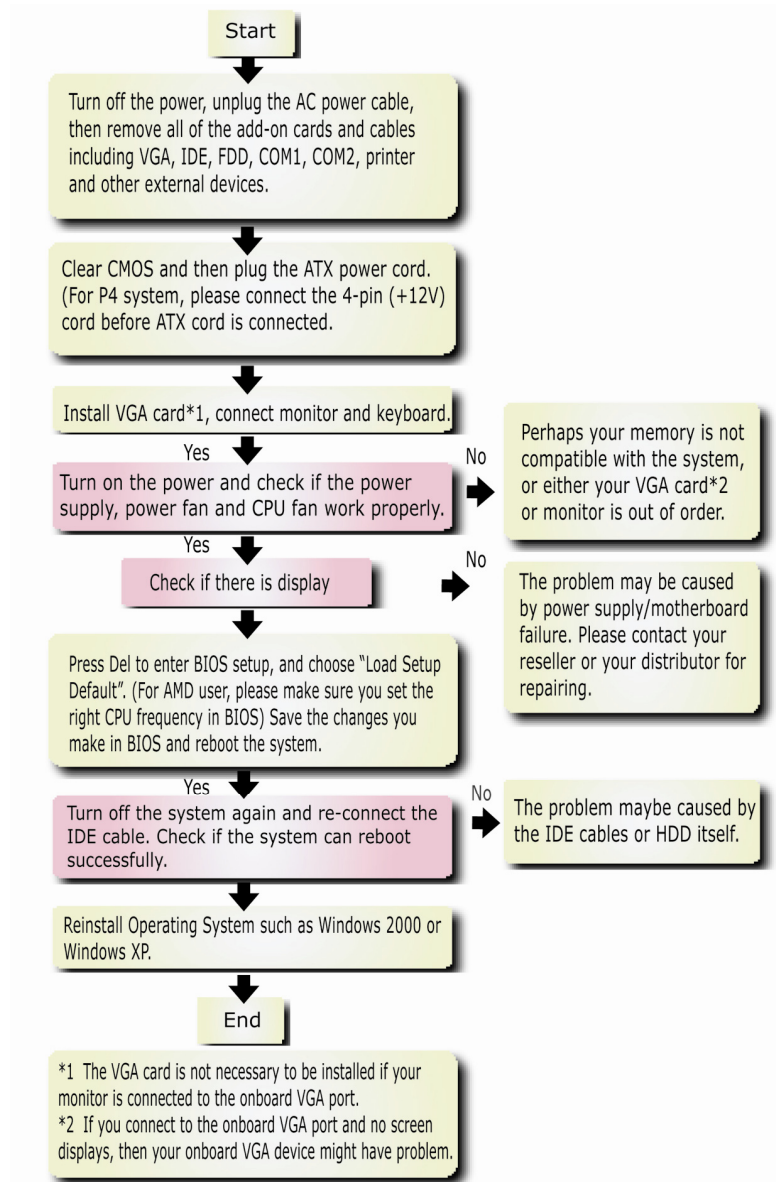 Start
Turn off the power, unplug the AC power cable,
then remove all of the add-on cards and cables
including VGA, IDE, FDD, COM1, COM2, printer
and other external devices.
Clear CMOS and then plug the ATX power cord.
(For P4 system, please connect the 4-pin (+12V)
cord before ATX cord is connected.
Install VGA card*1, connect monitor and keyboard.
Yes
No
Turn on the power and check if the power
supply, power fan and CPU fan work properly.
Perhaps your memory is not
compatible with the system,
or either your VGA card*2
or monitor is out of order.
Yes
No
Check if there is display
The problem may be caused
by power supply/motherboard
failure. Please contact your
reseller or your distributor for
repairing.
Press Del to enter BIOS setup, and choose “Load Setup
Default”. (For AMD user, please make sure you set the
right CPU frequency in BIOS) Save the changes you
make in BIOS and reboot the system.
Yes
No
Turn off the system again and re-connect the
IDE cable. Check if the system can reboot
successfully.
The problem maybe caused by
the IDE cables or HDD itself.
Reinstall Operating System such as Windows 2000 or
Windows XP.
End
*1 The VGA card is not necessary to be installed if your
monitor is connected to the onboard VGA port.
*2 If you connect to the onboard VGA port and no screen
displays, then your onboard VGA device might have problem.